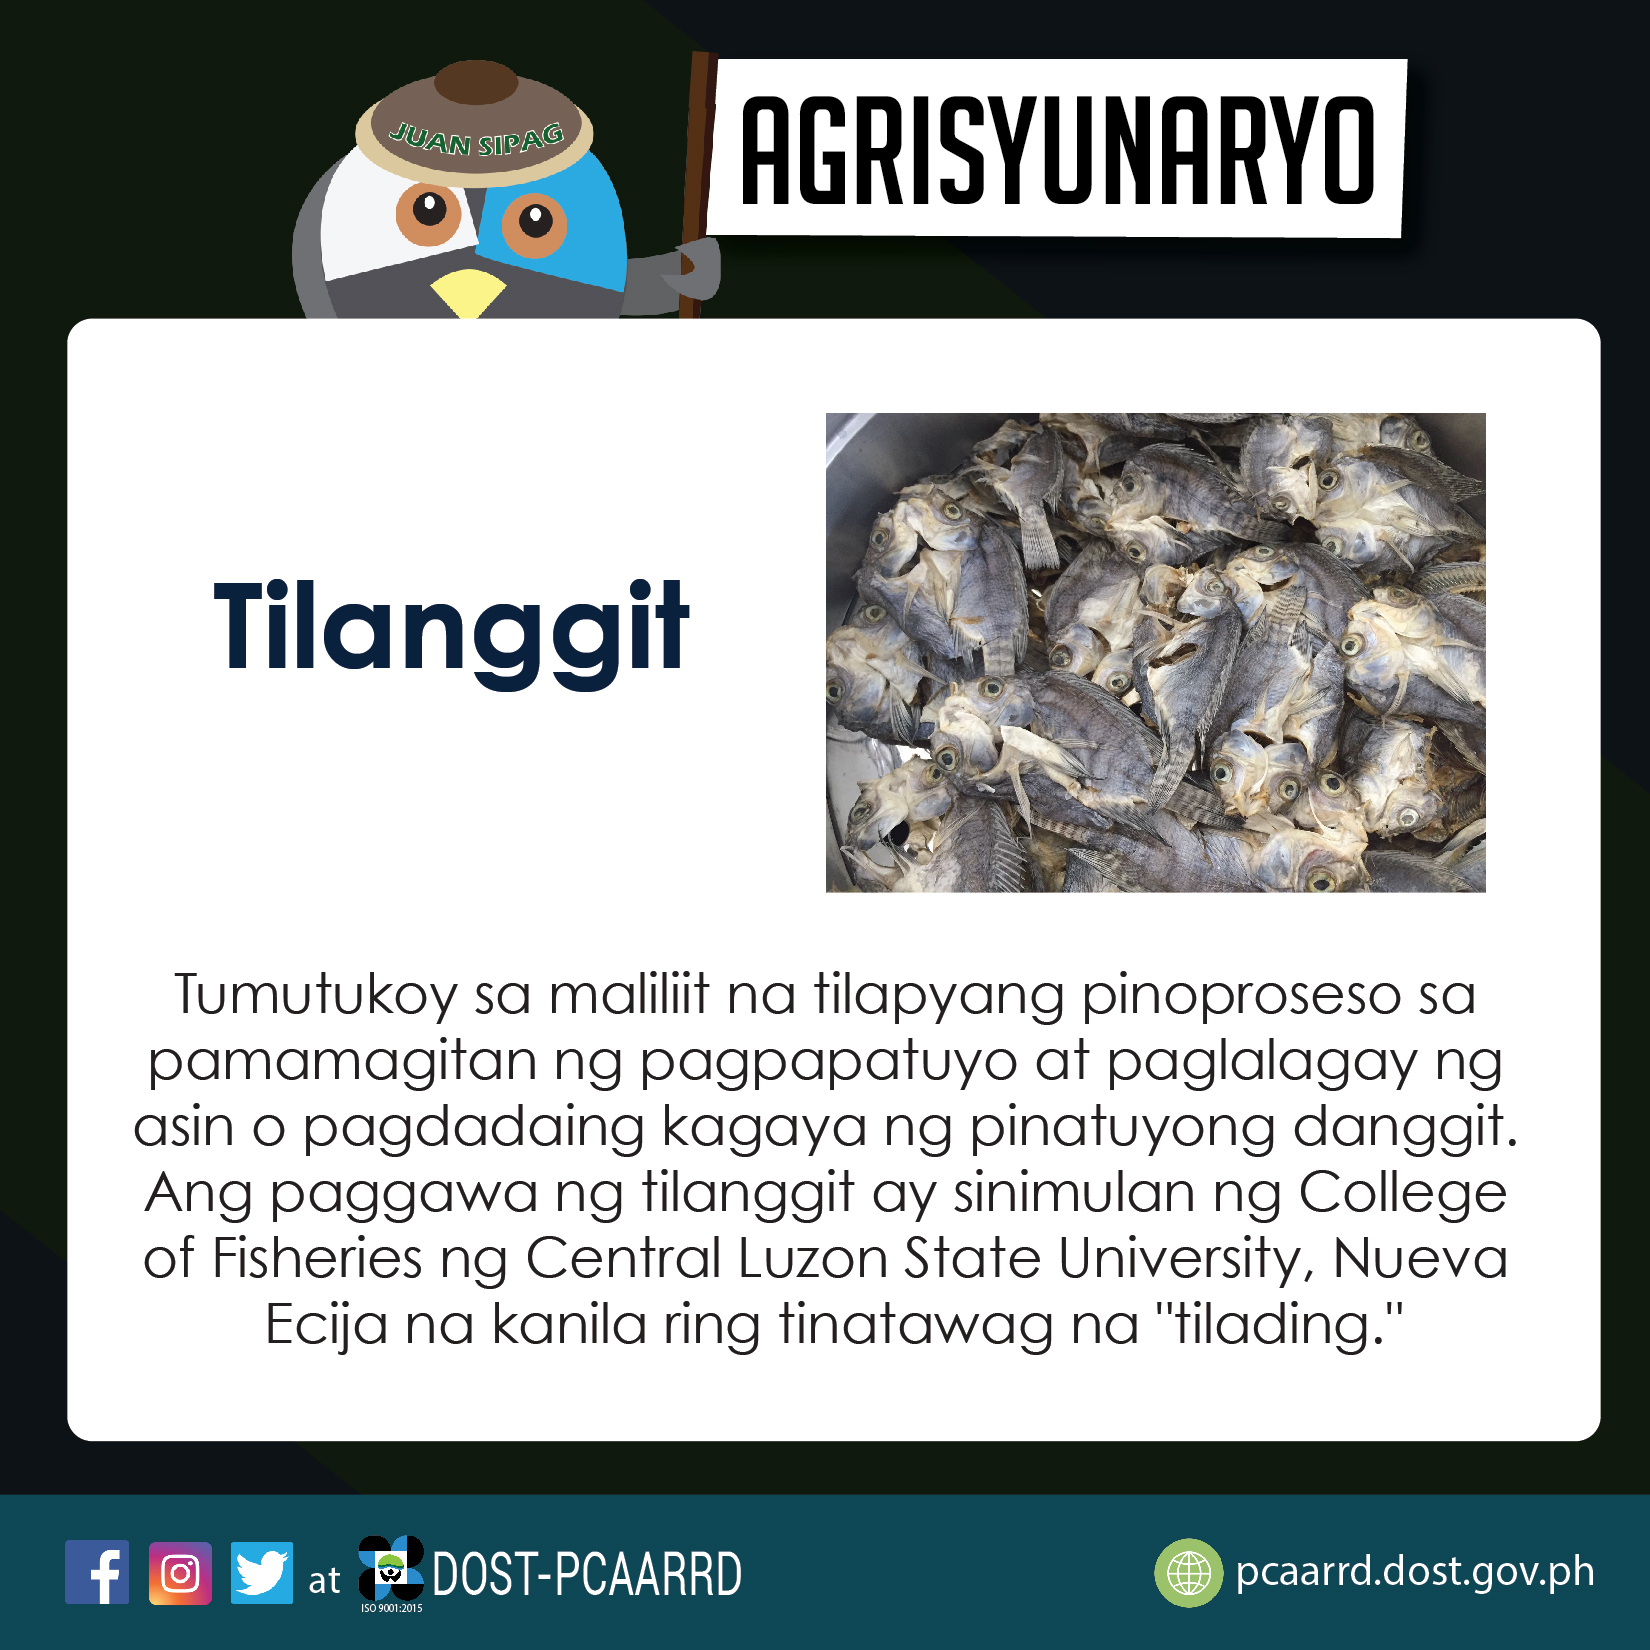 JUAN SIPAG
AGRISYUNARYO
Tilanggit
Tumutukoy sa maliliit na tilapyang pinoproseso sa
pamamagitan ng pagpapatuyo at paglalagay ng
asin o pagdadaing kagaya ng pinatuyong danggit.
Ang paggawa ng tilanggit ay sinimulan ng College
of Fisheries ng Central Luzon State University, Nueva
Ecija na kanila ring tinatawag na "tilading."
at DOST-PCAARRD
ISO 9001:2015
pcaarrd.dost.gov.ph